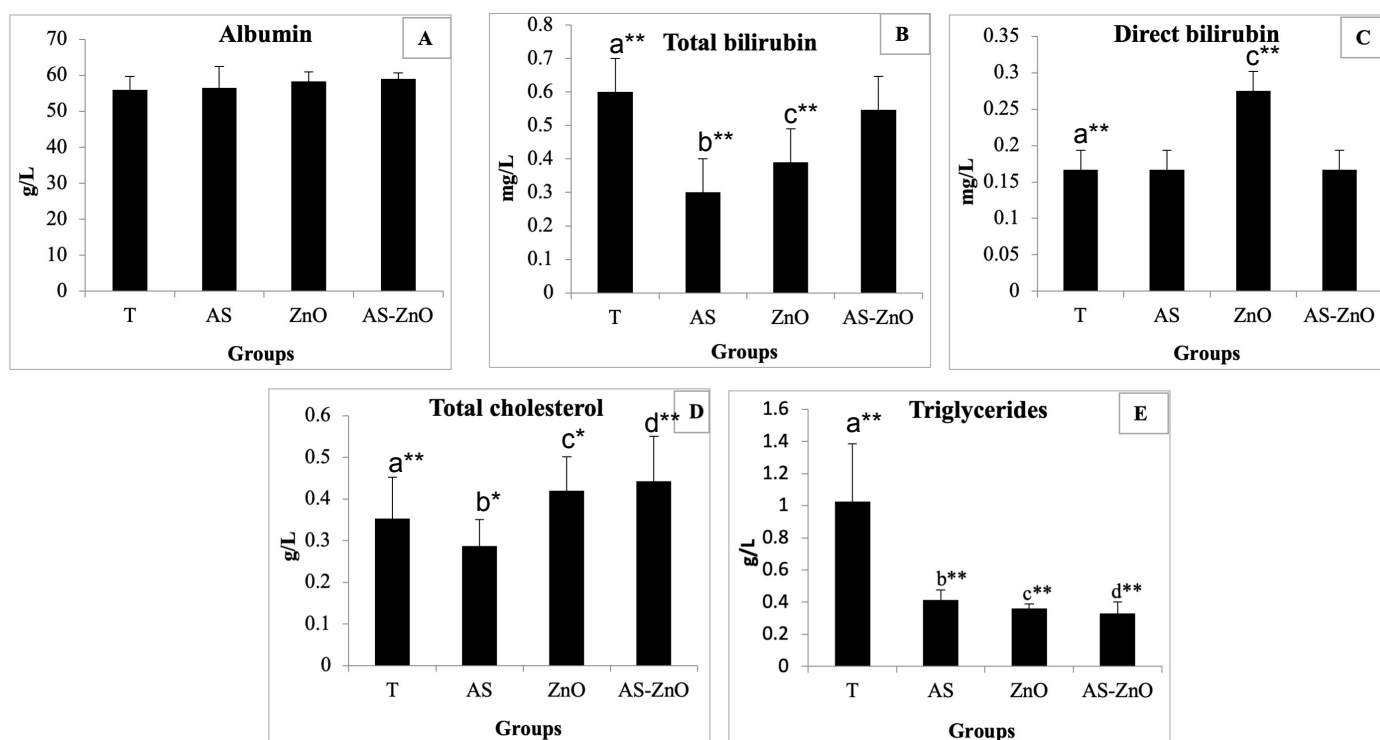 Albumin
A
70
60
50
40
30
20
10
0
g/L
T AS ZnO AS-ZnO
Groups
Total bilirubin
B
0.8
0.7
0.6
0.5
0.4
0.3
0.2
0.1
0
mg/L
a**
b**
c**
T AS ZnO AS-ZnO
Groups
Direct bilirubin
C
0.35
0.3
0.25
0.2
0.15
0.1
0.05
0
mg/L
a**
c**
T AS ZnO AS-ZnO
Groups
Total cholesterol
D
0.6
0.5
0.4
0.3
0.2
0.1
0
g/L
a**
b*
c*
d**
T AS ZnO AS-ZnO
Groups
Triglycerides
E
1.6
1.4
1.2
1
0.8
0.6
0.4
0.2
0
g/L
a**
b**
c**
d**
T AS ZnO AS-ZnO
Groups